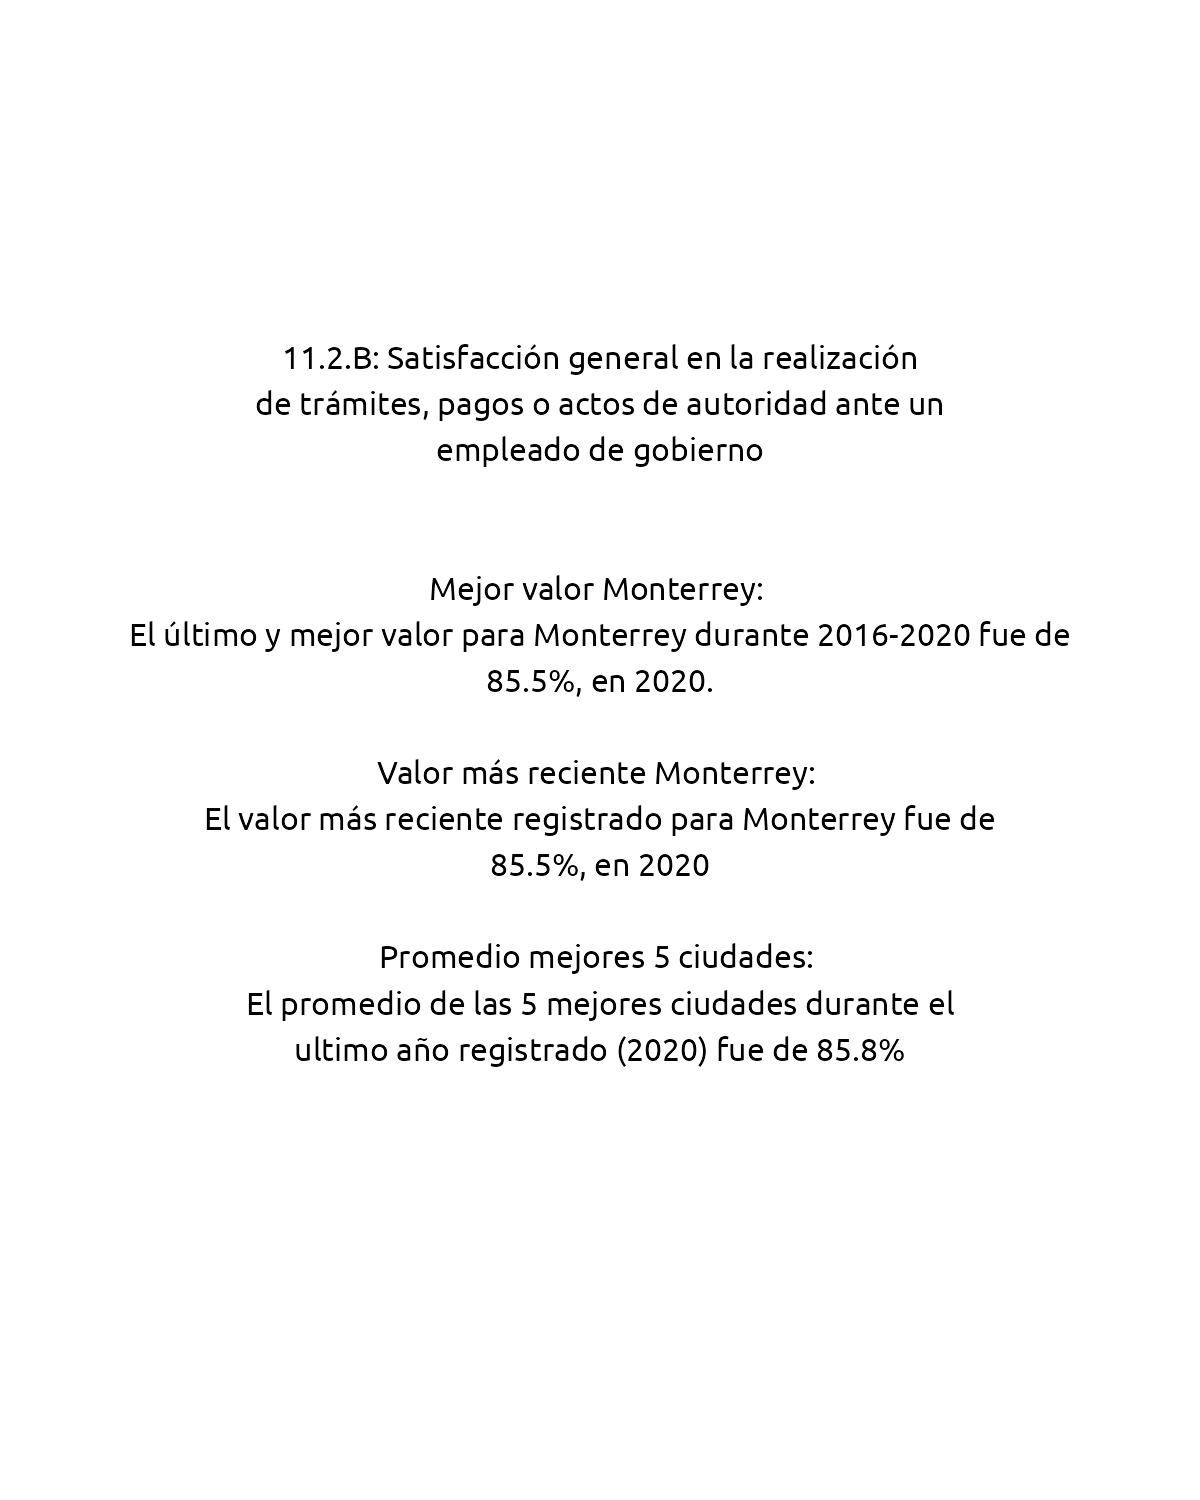 11.2.B: Satisfacción general en la realización
de trámites, pagos o actos de autoridad ante un
empleado de gobierno
Mejor valor Monterrey:
El último y mejor valor para Monterrey durante 2016-2020 fue de
85.5%, en 2020.
Valor más reciente Monterrey:
El valor más reciente registrado para Monterrey fue de
85.5%, en 2020
Promedio mejores 5 ciudades:
El promedio de las 5 mejores ciudades durante el
ultimo año registrado (2020) fue de 85.8%